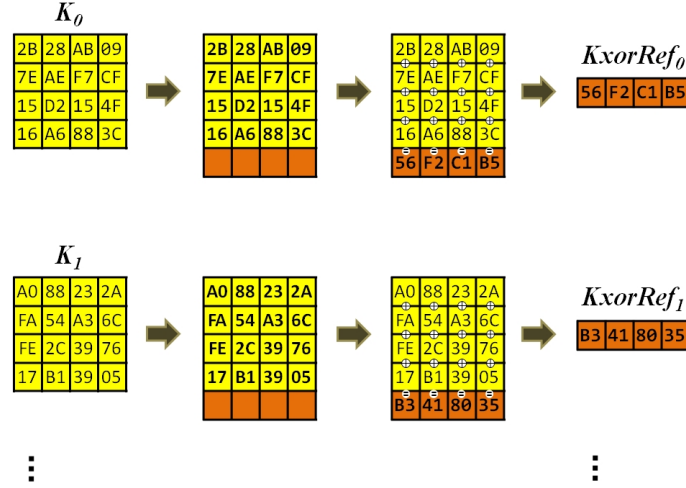 K0
2B 28 AB 09 2B 28 AB 09 2B 28 AB 09
KxorRef0
7E AE F7 CF 7E AE F7 CF 7E AE F7 CF
56 F2 C1 B5
15 D2 15 4F 15 D2 15 4F 15 D2 15 4F
16 A6 88 3C 16 A6 88 3C 16 A6 88 3C
= = = =
56 F2 C1 B5
K1
A0 88 23 2A A0 88 23 2A A0 88 23 2A
KxorRef1
FA 54 A3 6C FA 54 A3 6C FA 54 A3 6C
B3 41 80 35
FE 2C 39 76 FE 2C 39 76 FE 2C 39 76
17 B1 39 05 17 B1 39 05 17 B1 39 05
= = = =
B3 41 80 35
⋮ ⋮